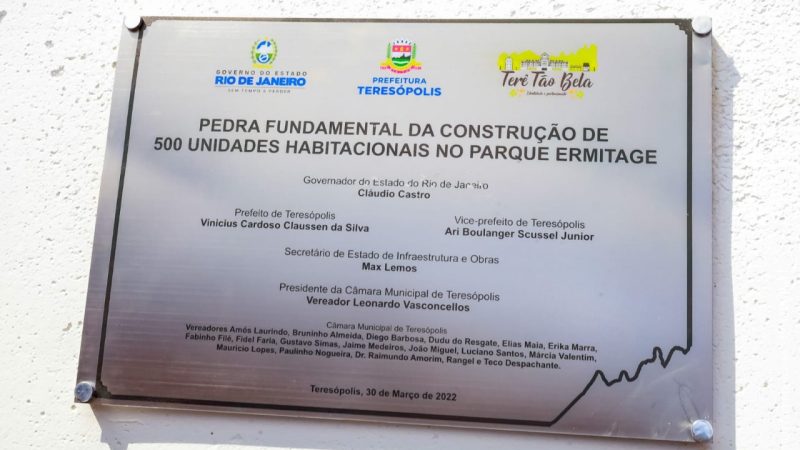 GOVERNO DO ESTADO
RIO DE JANEIRO
SEM TEMPO A PERDER
PREFEITURA
TERESÓPOLIS
Terê Tão Bela
PEDRA FUNDAMENTAL DA CONSTRUÇÃO DE
500 UNIDADES HABITACIONAIS NO PARQUE ERMITAGE
Governador do Estado do Rio de Janeiro
Cláudio Castro
Prefeito de Teresópolis
Vinicius Cardoso Claussen da Silva
Vice-prefeito de Teresópolis
Ari Boulanger Scussel Junior
Secretário de Estado de Infraestrutura e Obras
Max Lemos
Presidente da Câmara Municipal de Teresópolis
Vereador Leonardo Vasconcellos
Câmara Municipal de Teresópolis
Vereadores Amós Laurindo, Bruninho Almeida, Diego Barbosa, Dudu do Resgate, Elias Maia, Erika Marra,
Fabinho Filé, Fidel Faria, Gustavo Simas, Jaime Medeiros, João Miguel, Luciano Santos, Márcia Valentim,
Maurício Lopes, Paulinho Nogueira, Dr. Raimundo Amorim, Rangel e Teco Despachante.
Teresópolis, 30 de Março de 2022